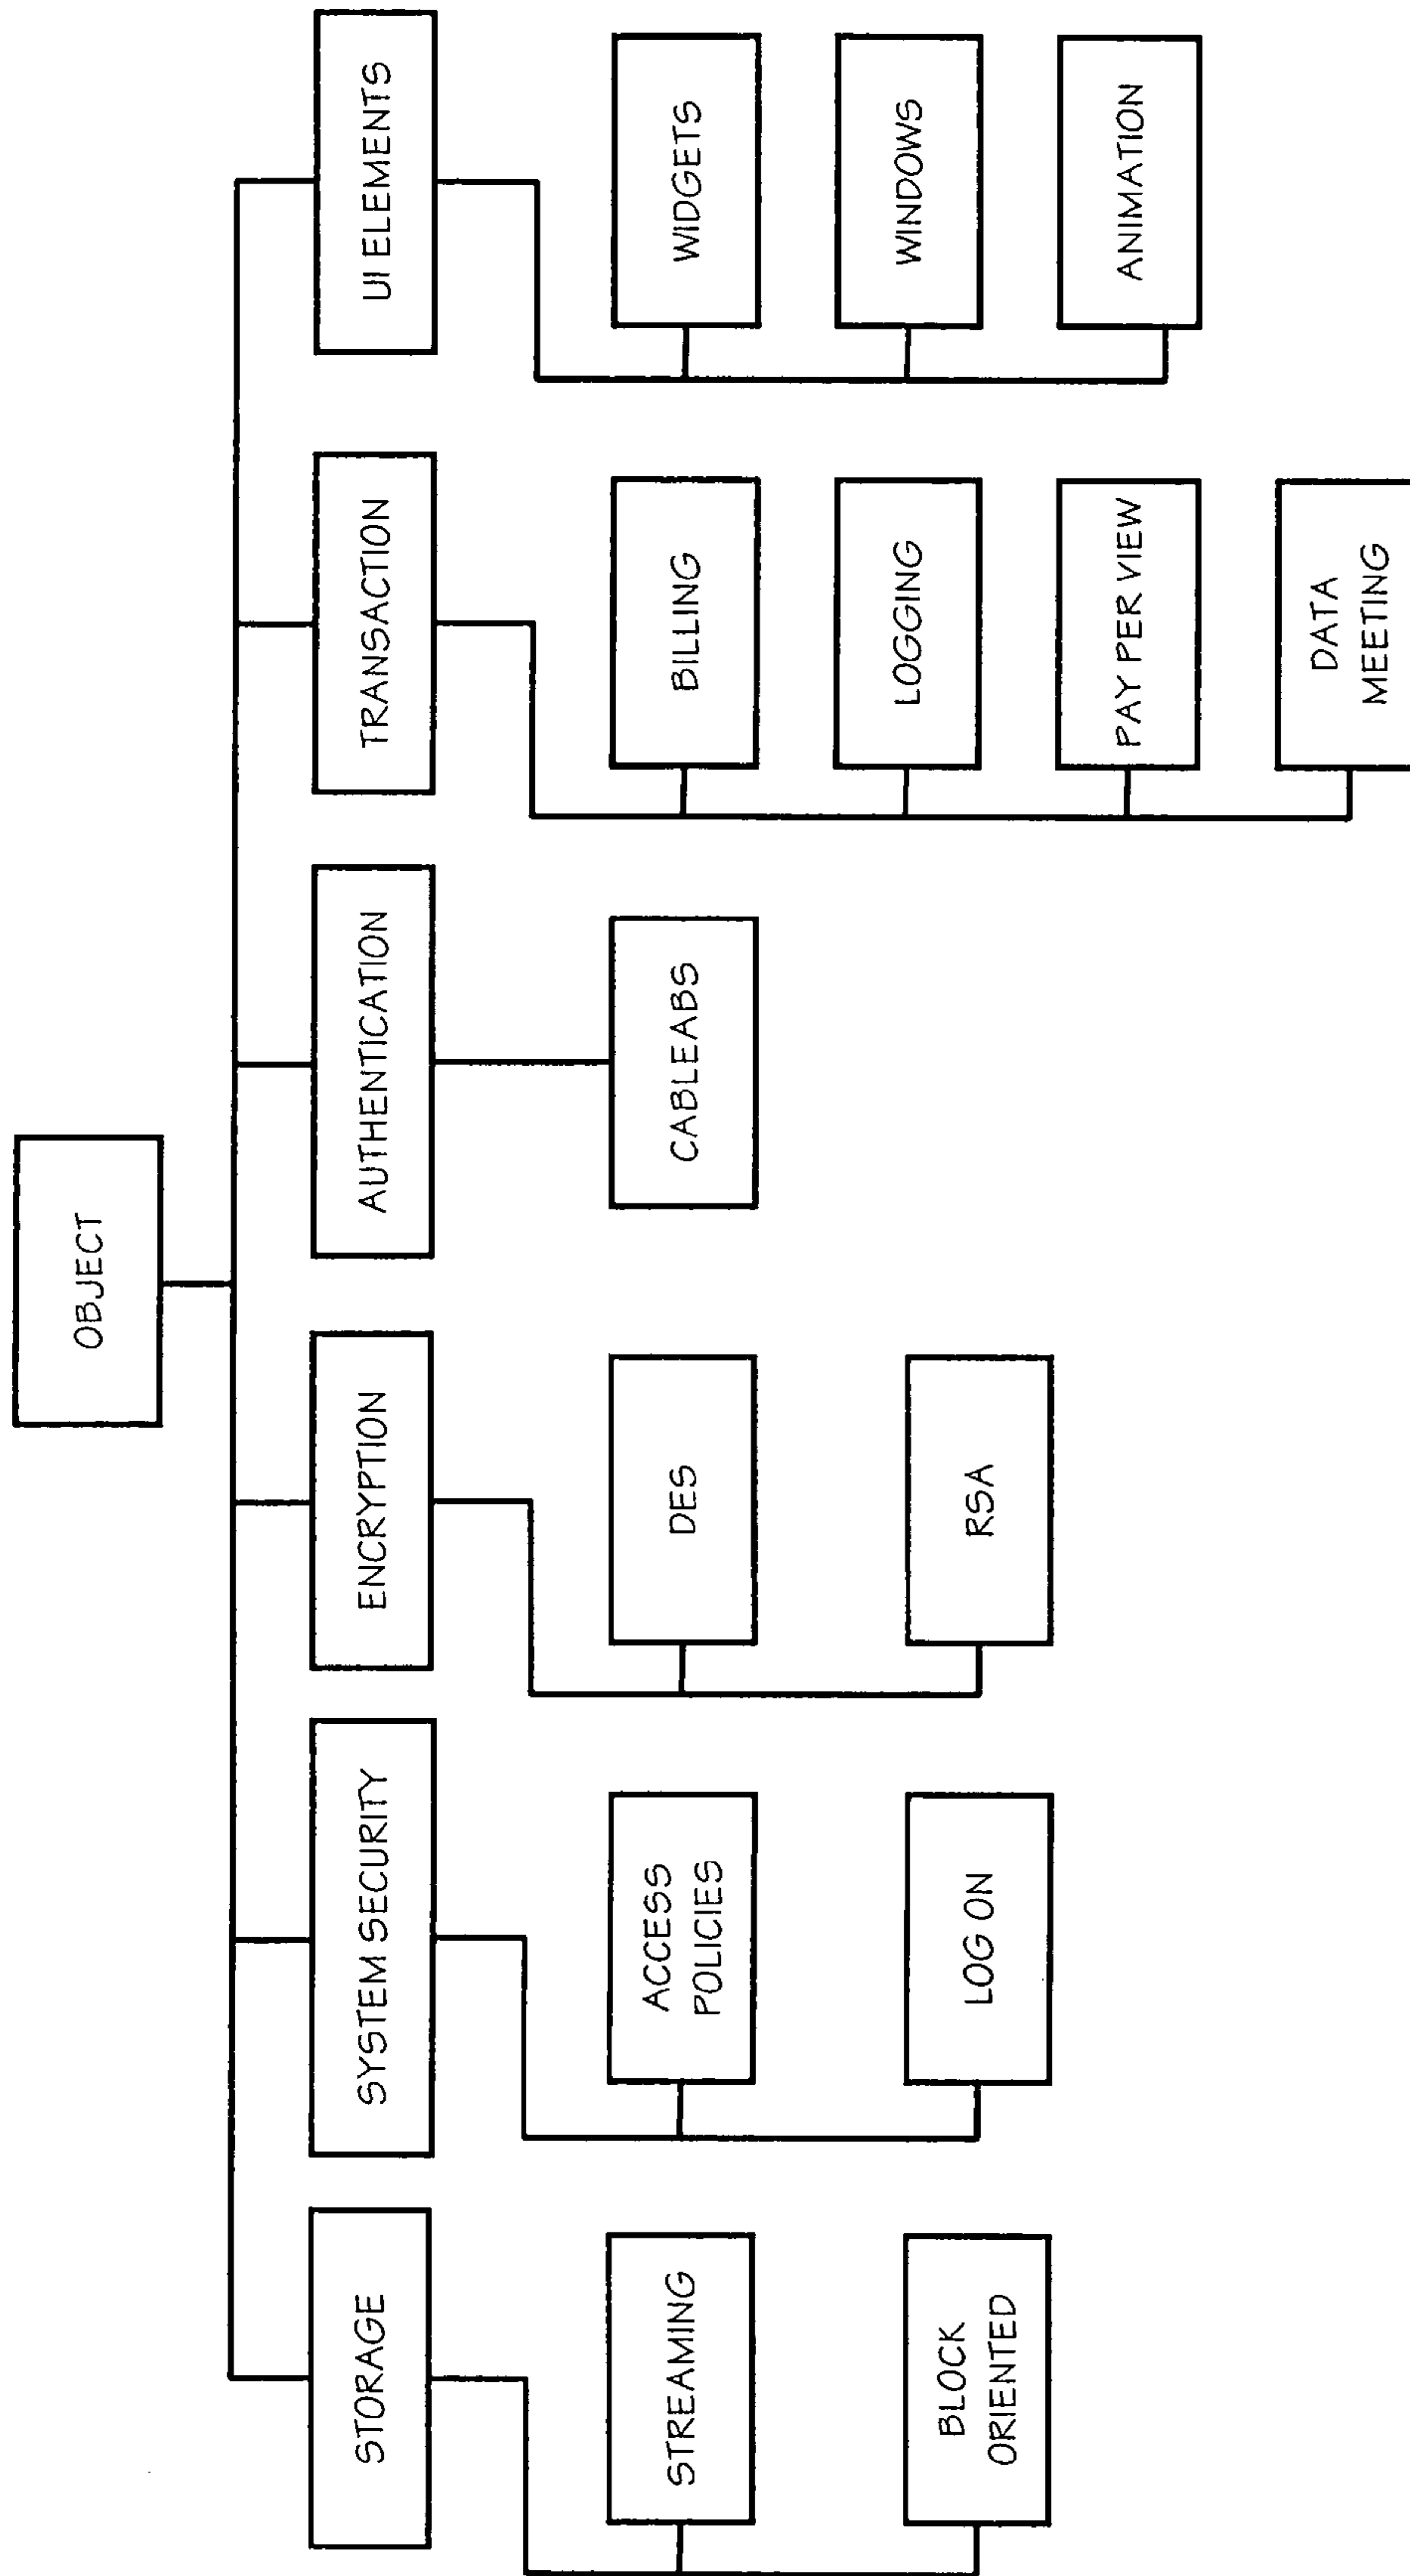 OBJECT
STORAGE
SYSTEM SECURITY
ENCRYPTION
AUTHENTICATION
TRANSACTION
UI ELEMENTS
STREAMING
ACCESS
POLICIES
DES
CABLEABS
BILLING
WIDGETS
LOGGING
WINDOWS
BLOCK
ORIENTED
LOG ON
RSA
PAY PER VIEW
ANIMATION
DATA
MEETING